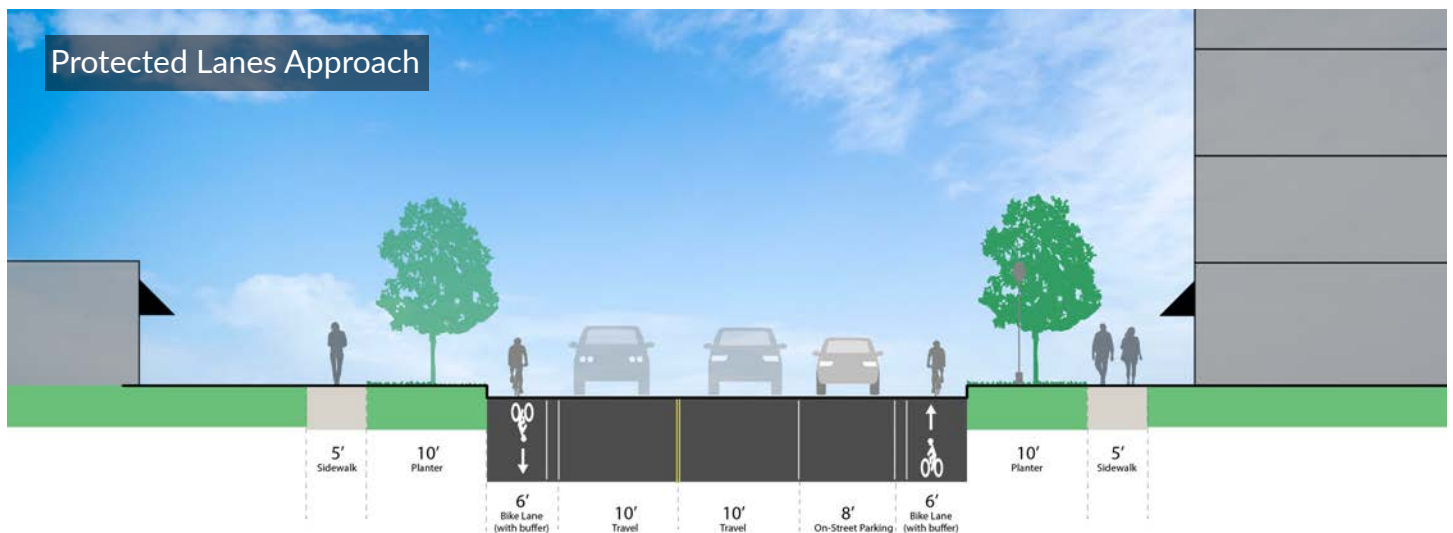 Protected Lanes Approach
5’
Sidewalk
10’
Planter
6’
Bike Lane
(with buffer)
10’
Travel
10’
Travel
8’
On-Street Parking
6’
Bike Lane
(with buffer)
10’
Planter
5’
Sidewalk